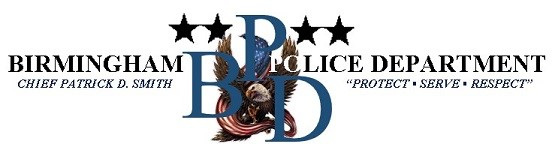 BPD
BIRMINGHAM POLICE DEPARTMENT
CHIEF PATRICK D. SMITH "PROTECT ▪ SERVE ▪ RESPECT"